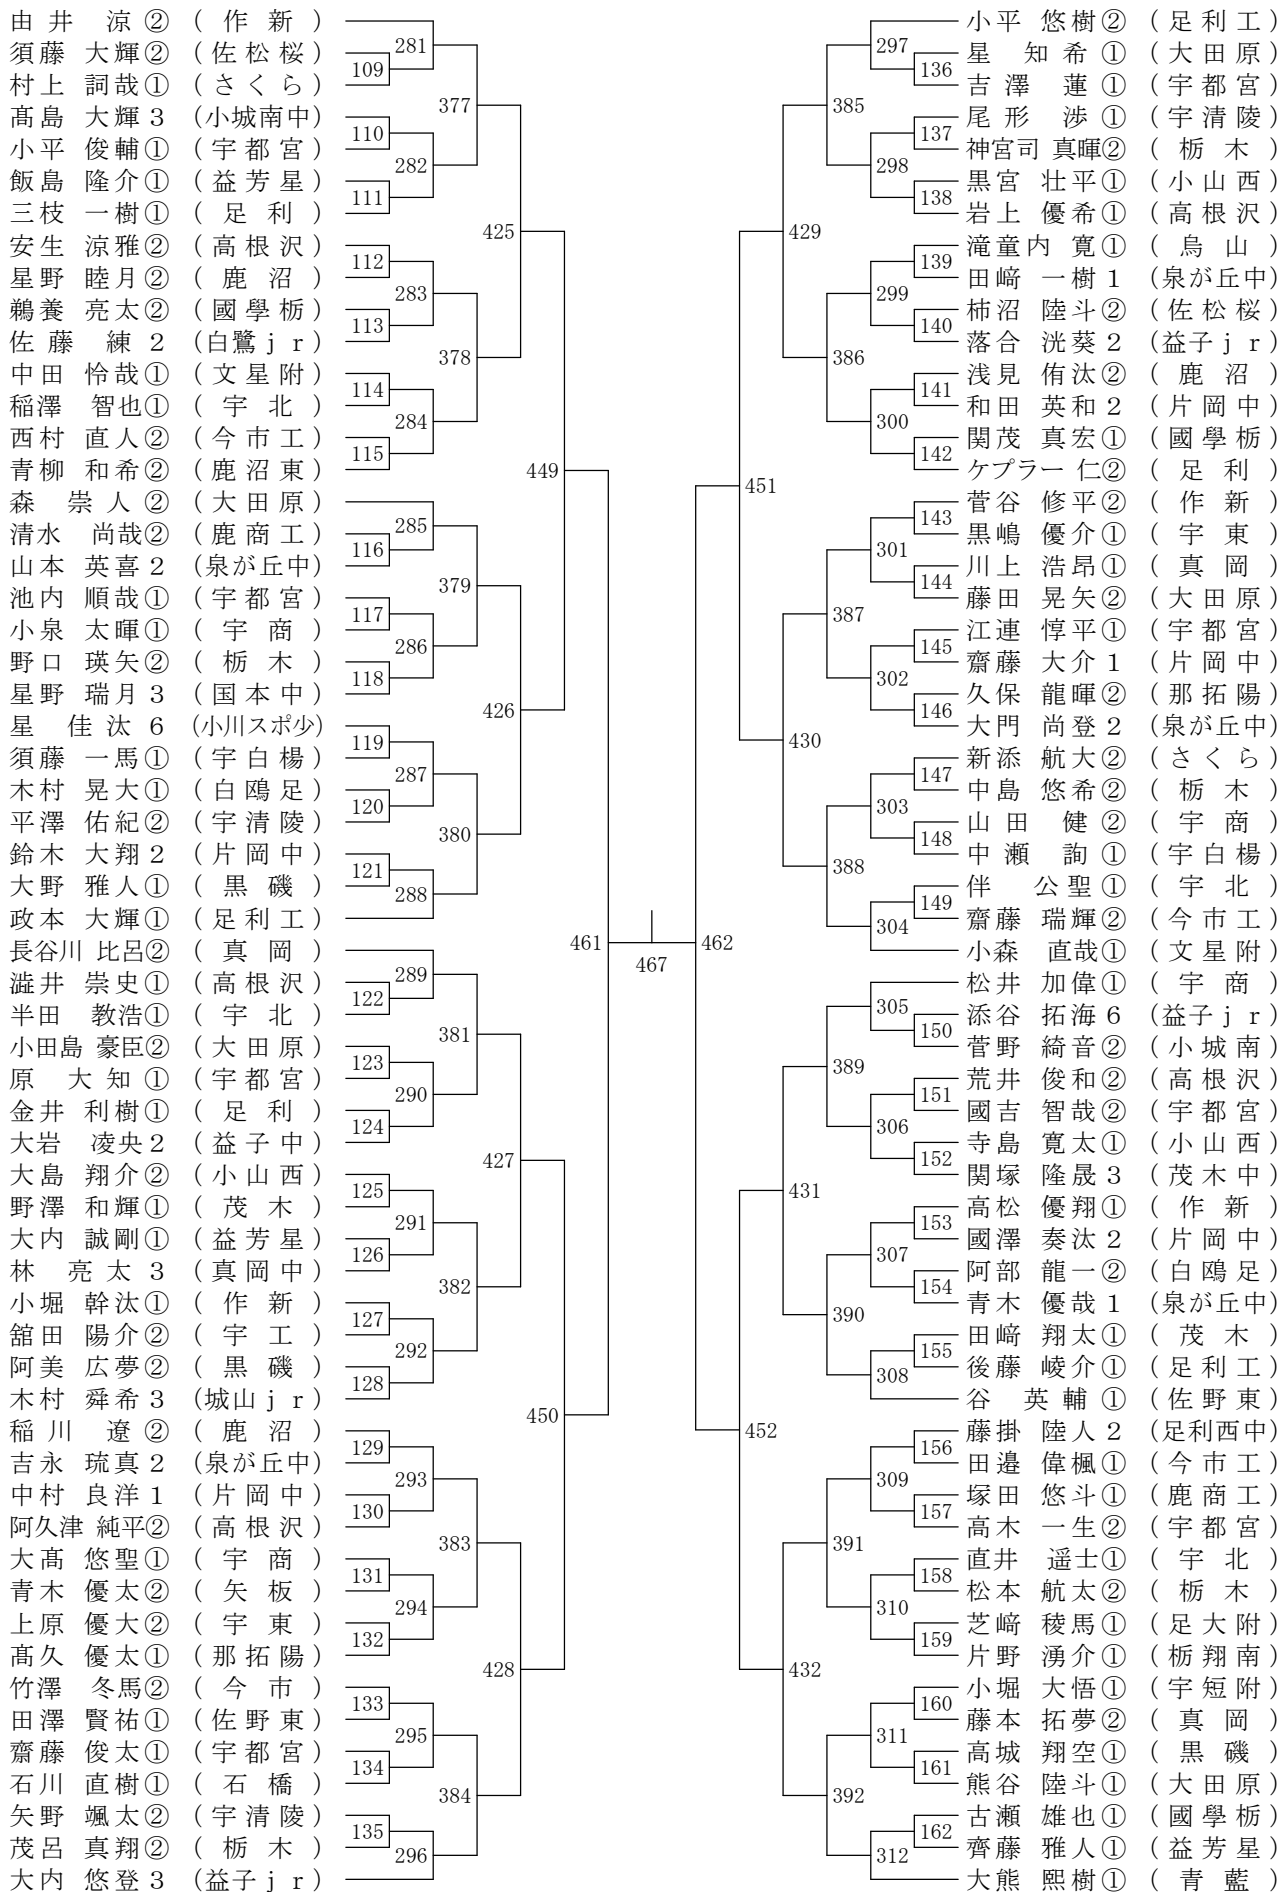 由井 涼② (作新)
須藤 大輝② (佐松桜)
村上 詞哉① (さくら)
髙島 大輝3 (小城南中)
小平 俊輔① (宇都宮)
飯島 隆介① (益芳星)
三枝 一樹① (足利)
安生 涼雅② (高根沢)
星野 睦月② (鹿沼)
鵜養 亮太② (國學栃)
佐藤 練2 (白鷺jr)
中田 怜哉① (文星附)
稲澤 智也① (宇北)
西村 直人② (今市工)
青柳 和希② (鹿沼東)
森 崇人② (大田原)
清水 尚哉② (鹿商工)
山本 英喜2 (泉が丘中)
池内 順哉① (宇都宮)
小泉 太暉① (宇商)
野口 瑛矢② (栃木)
星野 瑞月3 (国本中)
星 佳汰6 (小川スポ少)
須藤 一馬① (宇白楊)
木村 晃大① (白鴎足)
平澤 佑紀② (宇清陵)
鈴木 大翔2 (片岡中)
大野 雅人① (黒磯)
政本 大輝① (足利工)
長谷川 比呂② (真岡)
澁井 崇史① (高根沢)
半田 教浩① (宇北)
小田島 豪臣② (大田原)
原 大知① (宇都宮)
金井 利樹① (足利)
大岩 凌央2 (益子中)
大島 翔介② (小山西)
野澤 和輝① (茂木)
大内 誠剛① (益芳星)
林 亮太3 (真岡中)
小堀 幹汰① (作新)
舘田 陽介② (宇工)
阿美 広夢② (黒磯)
木村 舜希3 (城山jr)
稲川 遼② (鹿沼)
吉永 琉真2 (泉が丘中)
中村 良洋1 (片岡中)
阿久津 純平② (高根沢)
大髙 悠聖① (宇商)
青木 優太② (矢板)
上原 優大② (宇東)
髙久 優太① (那拓陽)
竹澤 冬馬② (今市)
田澤 賢祐① (佐野東)
齋藤 俊太① (宇都宮)
石川 直樹① (石橋)
矢野 颯太② (宇清陵)
茂呂 真翔② (栃木)
大内 悠登3 (益子jr)
109
110
111
112
113
114
115
116
117
118
119
120
121
122
123
124
125
126
127
128
129
130
131
132
133
134
135
281
282
283
284
285
286
287
288
289
290
291
292
293
294
295
296
377
378
379
380
381
382
383
384
425
426
427
428
449
450
461
467
462
451
452
429
430
431
432
385
386
387
388
389
390
391
392
297
298
299
300
301
302
303
304
305
306
307
308
309
310
311
312
136
137
138
139
140
141
142
143
144
145
146
147
148
149
150
151
152
153
154
155
156
157
158
159
160
161
162
小平 悠樹② (足利工)
星 知希① (大田原)
吉澤 蓮① (宇都宮)
尾形 渉① (宇清陵)
神宮司 真暉② (栃木)
黒宮 壮平① (小山西)
岩上 優希① (高根沢)
滝童内 寛① (烏山)
田﨑 一樹1 (泉が丘中)
柿沼 陸斗② (佐松桜)
落合 洸葵2 (益子jr)
浅見 侑汰② (鹿沼)
和田 英和2 (片岡中)
関茂 真宏① (國學栃)
ケプラー 仁② (足利)
菅谷 修平② (作新)
黒嶋 優介① (宇東)
川上 浩昂① (真岡)
藤田 晃矢② (大田原)
江連 惇平① (宇都宮)
齋藤 大介1 (片岡中)
久保 龍暉② (那拓陽)
大門 尚登2 (泉が丘中)
新添 航大② (さくら)
中島 悠希② (栃木)
山田 健② (宇商)
中瀬 詢① (宇白楊)
伴 公聖① (宇北)
齋藤 瑞輝② (今市工)
小森 直哉① (文星附)
松井 加偉① (宇商)
添谷 拓海6 (益子jr)
菅野 綺音② (小城南)
荒井 俊和② (高根沢)
國吉 智哉② (宇都宮)
寺島 寛太① (小山西)
関塚 隆晟3 (茂木中)
高松 優翔① (作新)
國澤 奏汰2 (片岡中)
阿部 龍一② (白鴎足)
青木 優哉1 (泉が丘中)
田﨑 翔太① (茂木)
後藤 崚介① (足利工)
谷 英輔① (佐野東)
藤掛 陸人2 (足利西中)
田邉 偉楓① (今市工)
塚田 悠斗① (鹿商工)
高木 一生② (宇都宮)
直井 遥士① (宇北)
松本 航太② (栃木)
芝﨑 稜馬① (足大附)
片野 湧介① (栃翔南)
小堀 大悟① (宇短附)
藤本 拓夢② (真岡)
高城 翔空① (黒磯)
熊谷 陸斗① (大田原)
古瀬 雄也① (國學栃)
齊藤 雅人① (益芳星)
大熊 熙樹① (青藍)